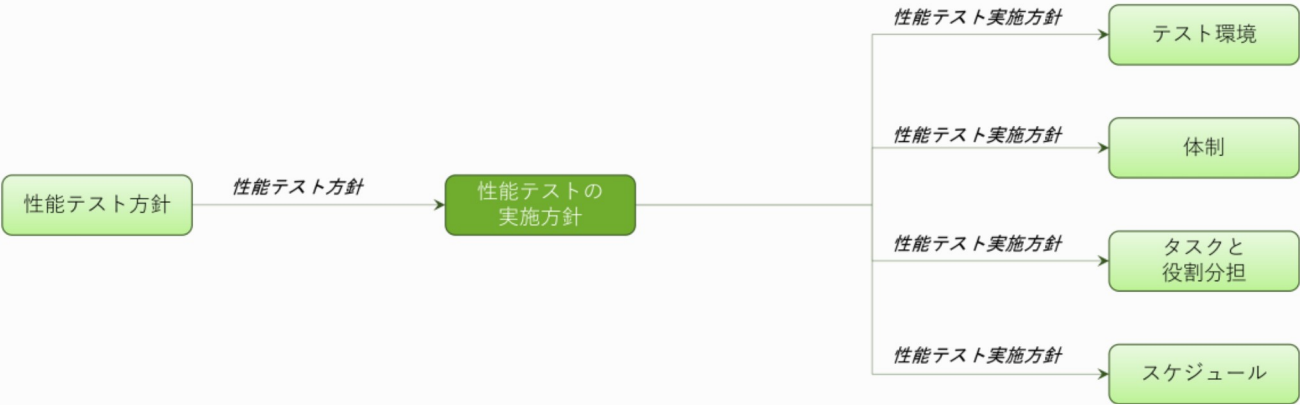 性能テスト実施方針
テスト環境
性能テスト実施方針
体制
性能テスト方針
性能テスト方針
性能テストの
実施方針
性能テスト実施方針
タスクと
役割分担
性能テスト実施方針
スケジュール